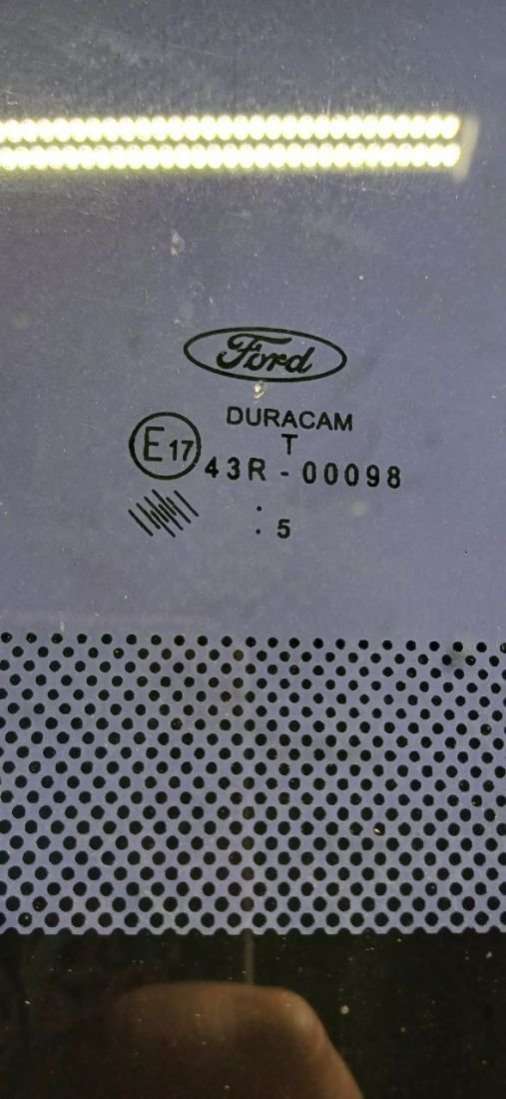 Ford
DURACAM
T
E17
43R - 00098
: 5